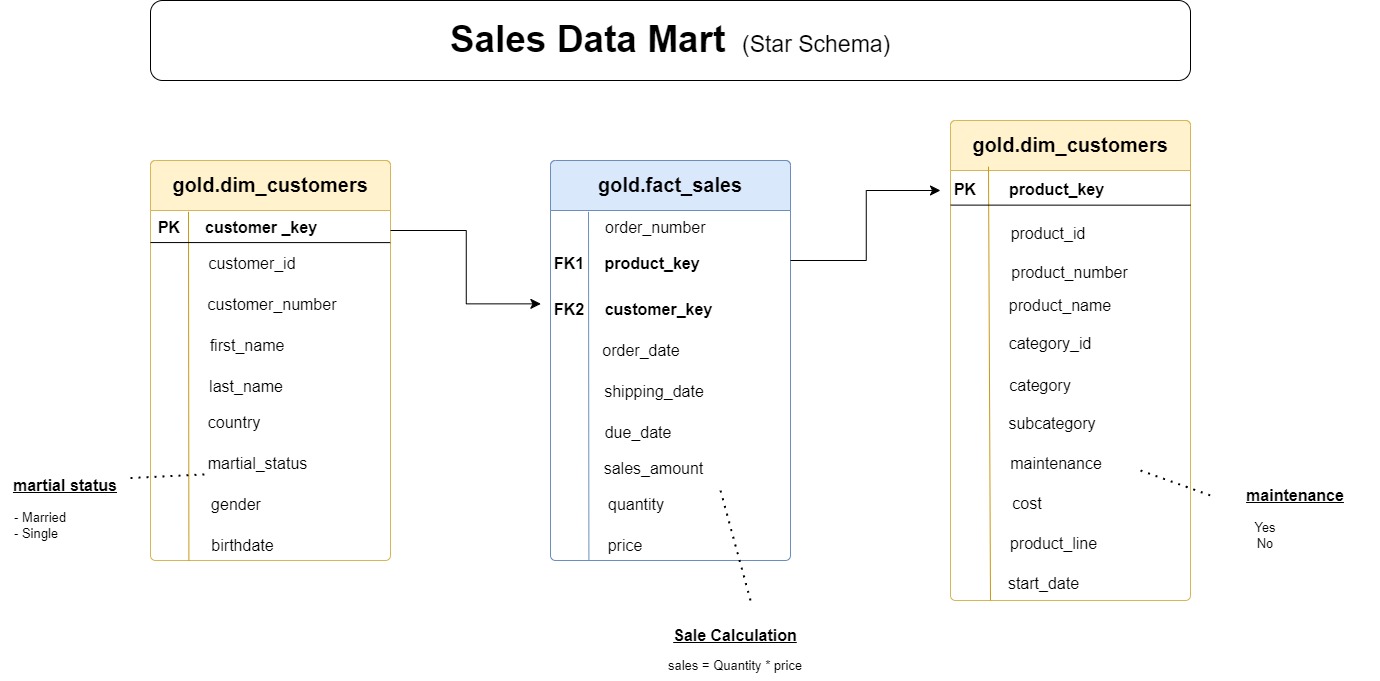 Sales Data Mart (Star Schema)
gold.dim_customers
PK customer _key
customer_id
customer_number
first_name
last_name
country
martial_status
gender
birthdate
martial status
- Married
- Single
gold.fact_sales
order_number
FK1 product_key
FK2 customer_key
order_date
shipping_date
due_date
sales_amount
quantity
price
Sale Calculation
sales = Quantity * price
gold.dim_customers
PK product_key
product_id
product_number
product_name
category_id
category
subcategory
maintenance
cost
product_line
start_date
maintenance
Yes
No